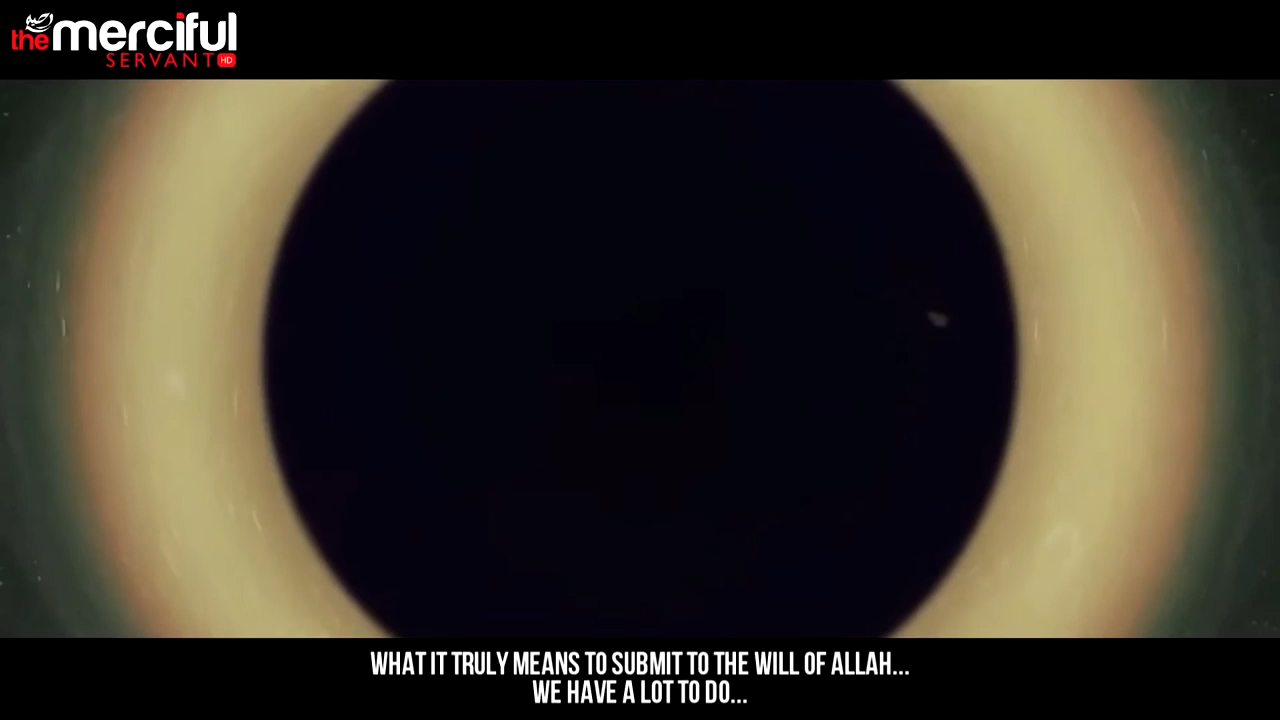 the merciful
SERVANT HD
WHAT IT TRULY MEANS TO SUBMIT TO THE WILL OF ALLAH...
WE HAVE A LOT TO DO...